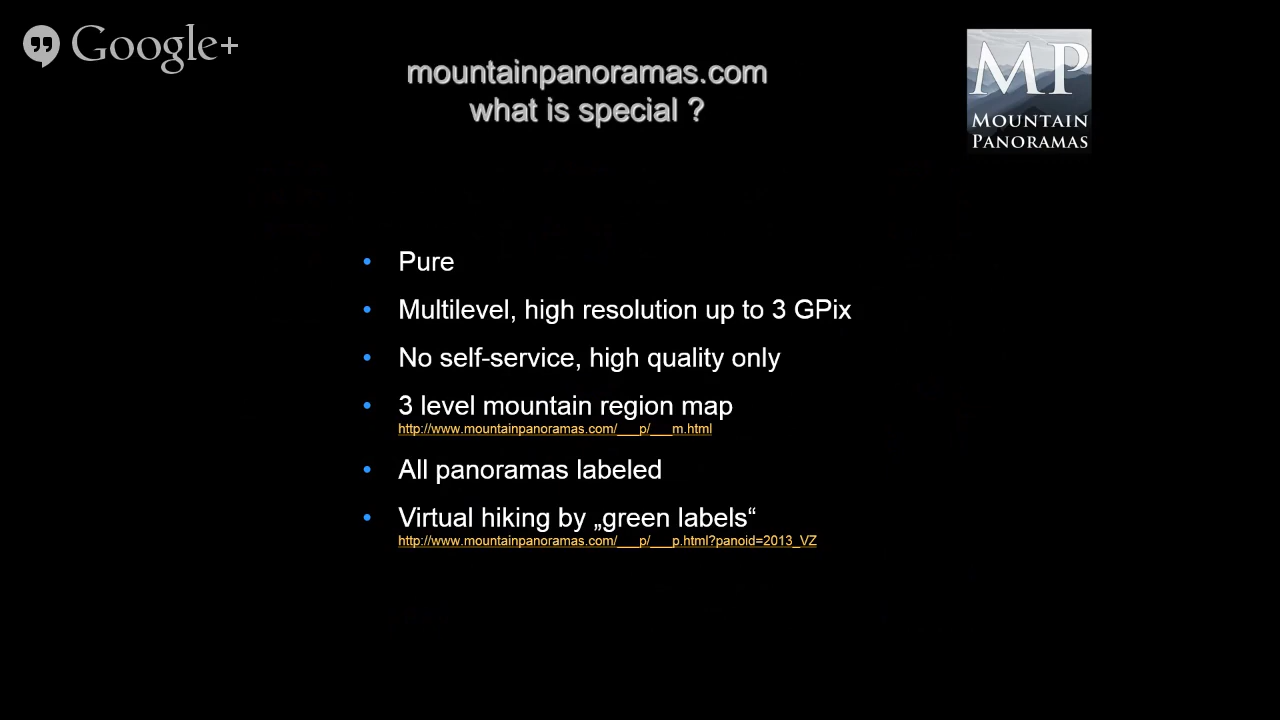 Google+
mountainpanoramas.com
what is special ?
MP
MOUNTAIN
PANORAMAS
• Pure
• Multilevel, high resolution up to 3 GPix
• No self-service, high quality only
• 3 level mountain region map
http://www.mountainpanoramas.com/___p/___m.html
• All panoramas labeled
• Virtual hiking by „green labels“
http://www.mountainpanoramas.com/___p/___p.html?panoid=2013_VZ